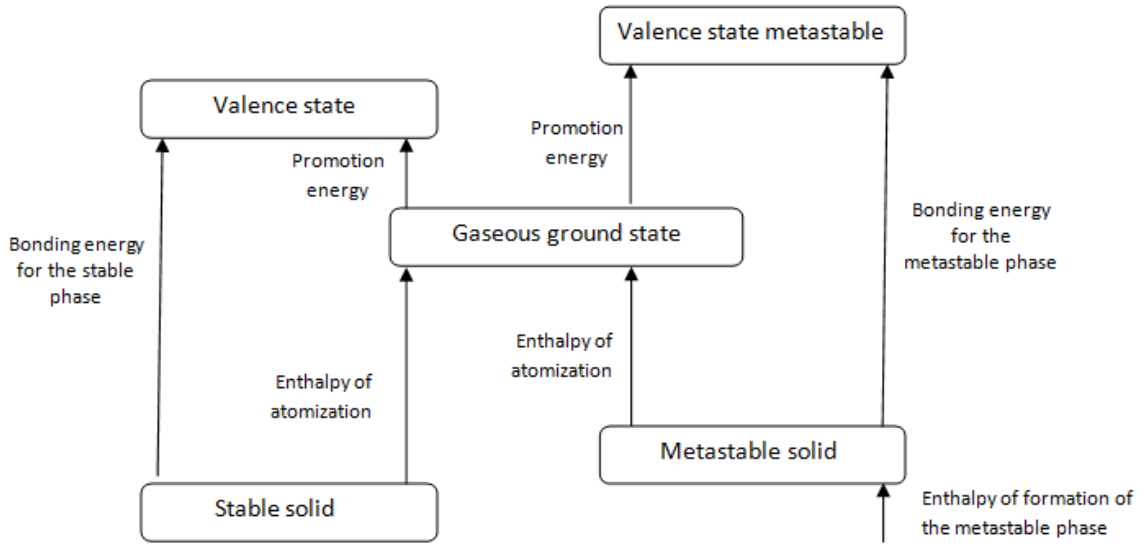 Valence state metastable
Valence state
Promotion
energy
Promotion
energy
Gaseous ground state
Bonding energy
for the stable
phase
Bonding energy
for the
metastable phase
Enthalpy of
atomization
Enthalpy of
atomization
Metastable solid
Stable solid
Enthalpy of formation of
the metastable phase